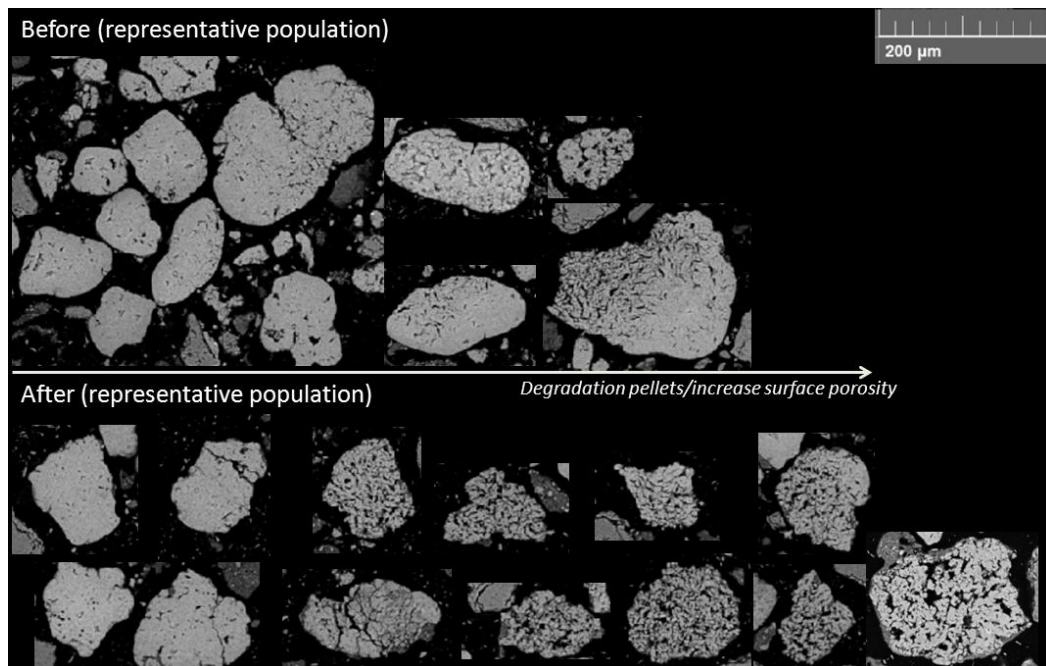 Before (representative population)
200 µm
Degradation pellets/increase surface porosity
After (representative population)